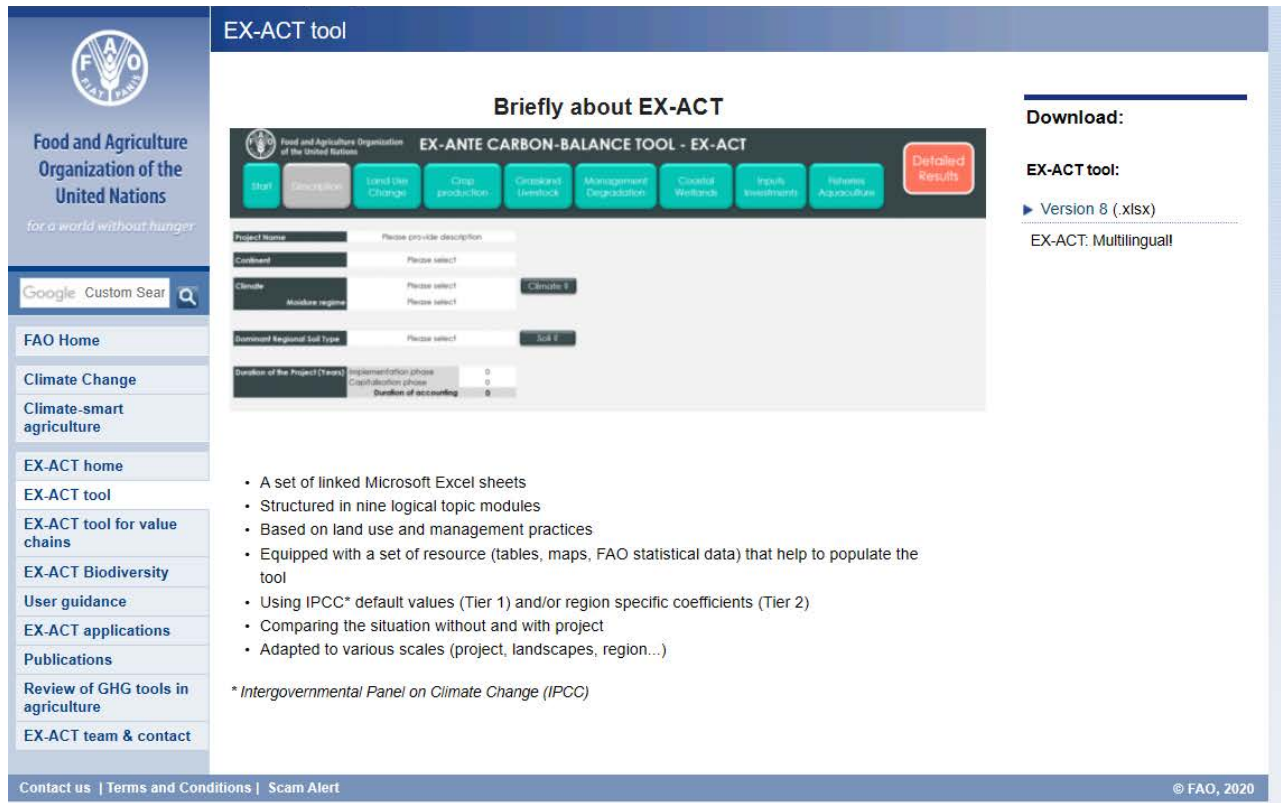 EX-ACT tool
FAO
FIAT PANIS
Food and Agriculture
Organization of the
United Nations
for a world without hunger
Google Custom Sear
FAO Home
Climate Change
Climate-smart
agriculture
EX-ACT home
EX-ACT tool
EX-ACT tool for value
chains
EX-ACT Biodiversity
User guidance
EX-ACT applications
Publications
Review of GHG tools in
agriculture
EX-ACT team & contact
Briefly about EX-ACT
Food and Agriculture Organization
of the United Nations
EX-ANTE CARBON-BALANCE TOOL - EX-ACT
Start
Description
Land Use
Change
Crop
production
Grassland
Livestock
Management
Degradation
Coastal
Wetlands
Inputs
Investments
Fisheries
Aquaculture
Detailed
Results
Project Name Please provide description
Continent Please select
Climate Please select Climate ?
Moisture regime Please select
Dominant Regional Soil Type Please select Soil ?
Duration of the Project (Years) Implementation phase 0
Capitalisation phase 0
Duration of accounting 0
• A set of linked Microsoft Excel sheets
• Structured in nine logical topic modules
• Based on land use and management practices
• Equipped with a set of resource (tables, maps, FAO statistical data) that help to populate the
tool
• Using IPCC* default values (Tier 1) and/or region specific coefficients (Tier 2)
• Comparing the situation without and with project
• Adapted to various scales (project, landscapes, region...)
* Intergovernmental Panel on Climate Change (IPCC)
Download:
EX-ACT tool:
Version 8 (.xlsx)
EX-ACT: Multilingual!
Contact us | Terms and Conditions | Scam Alert
© FAO, 2020